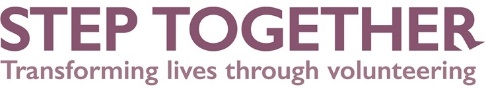 STEP TOGETHER
Transforming lives through volunteering